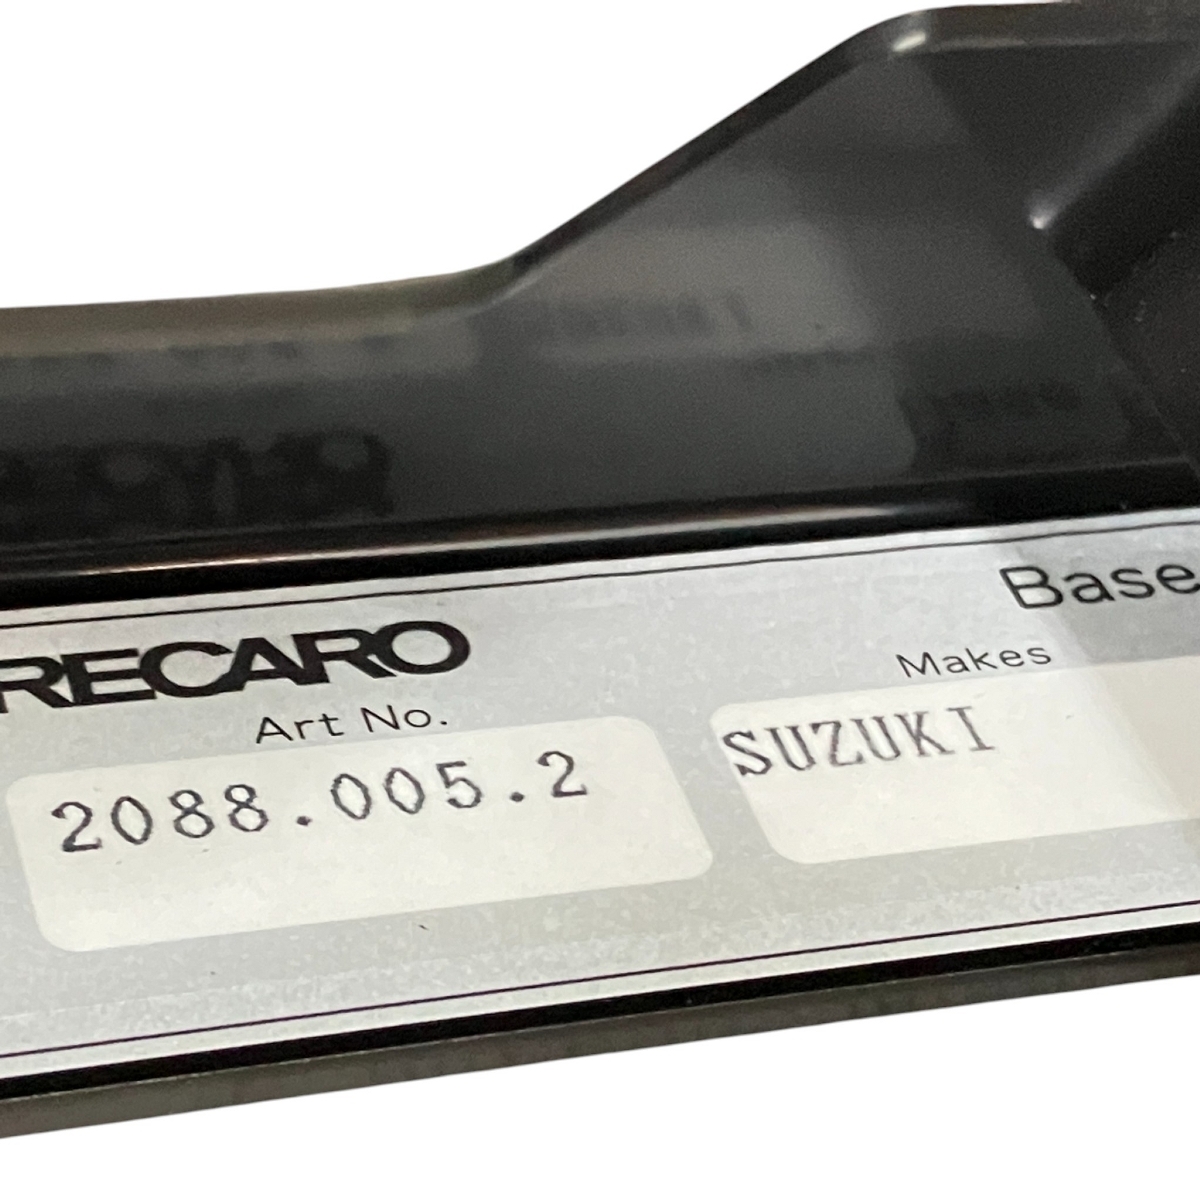 Base
RECARO
Makes
Art No.
SUZUKI
2088.005.2